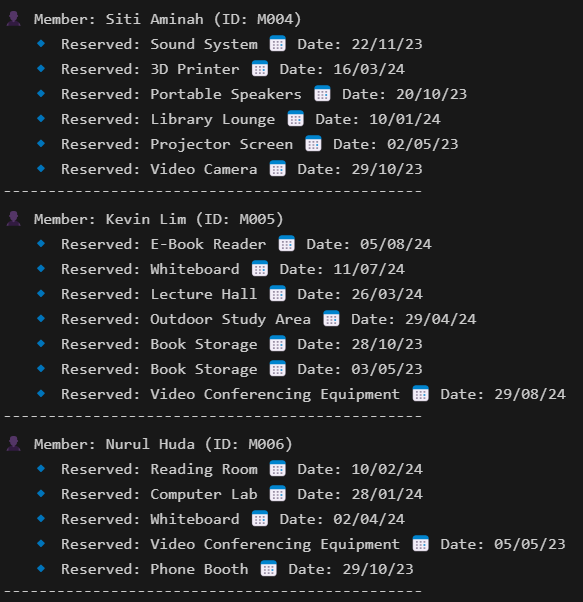 👤 Member: Siti Aminah (ID: M004)
🔹 Reserved: Sound System 📅 Date: 22/11/23
🔹 Reserved: 3D Printer 📅 Date: 16/03/24
🔹 Reserved: Portable Speakers 📅 Date: 20/10/23
🔹 Reserved: Library Lounge 📅 Date: 10/01/24
🔹 Reserved: Projector Screen 📅 Date: 02/05/23
🔹 Reserved: Video Camera 📅 Date: 29/10/23
-----------------------------------------------
👤 Member: Kevin Lim (ID: M005)
🔹 Reserved: E-Book Reader 📅 Date: 05/08/24
🔹 Reserved: Whiteboard 📅 Date: 11/07/24
🔹 Reserved: Lecture Hall 📅 Date: 26/03/24
🔹 Reserved: Outdoor Study Area 📅 Date: 29/04/24
🔹 Reserved: Book Storage 📅 Date: 28/10/23
🔹 Reserved: Book Storage 📅 Date: 03/05/23
🔹 Reserved: Video Conferencing Equipment 📅 Date: 29/08/24
-----------------------------------------------
👤 Member: Nurul Huda (ID: M006)
🔹 Reserved: Reading Room 📅 Date: 10/02/24
🔹 Reserved: Computer Lab 📅 Date: 28/01/24
🔹 Reserved: Whiteboard 📅 Date: 02/04/24
🔹 Reserved: Video Conferencing Equipment 📅 Date: 05/05/23
🔹 Reserved: Phone Booth 📅 Date: 29/10/23
-----------------------------------------------